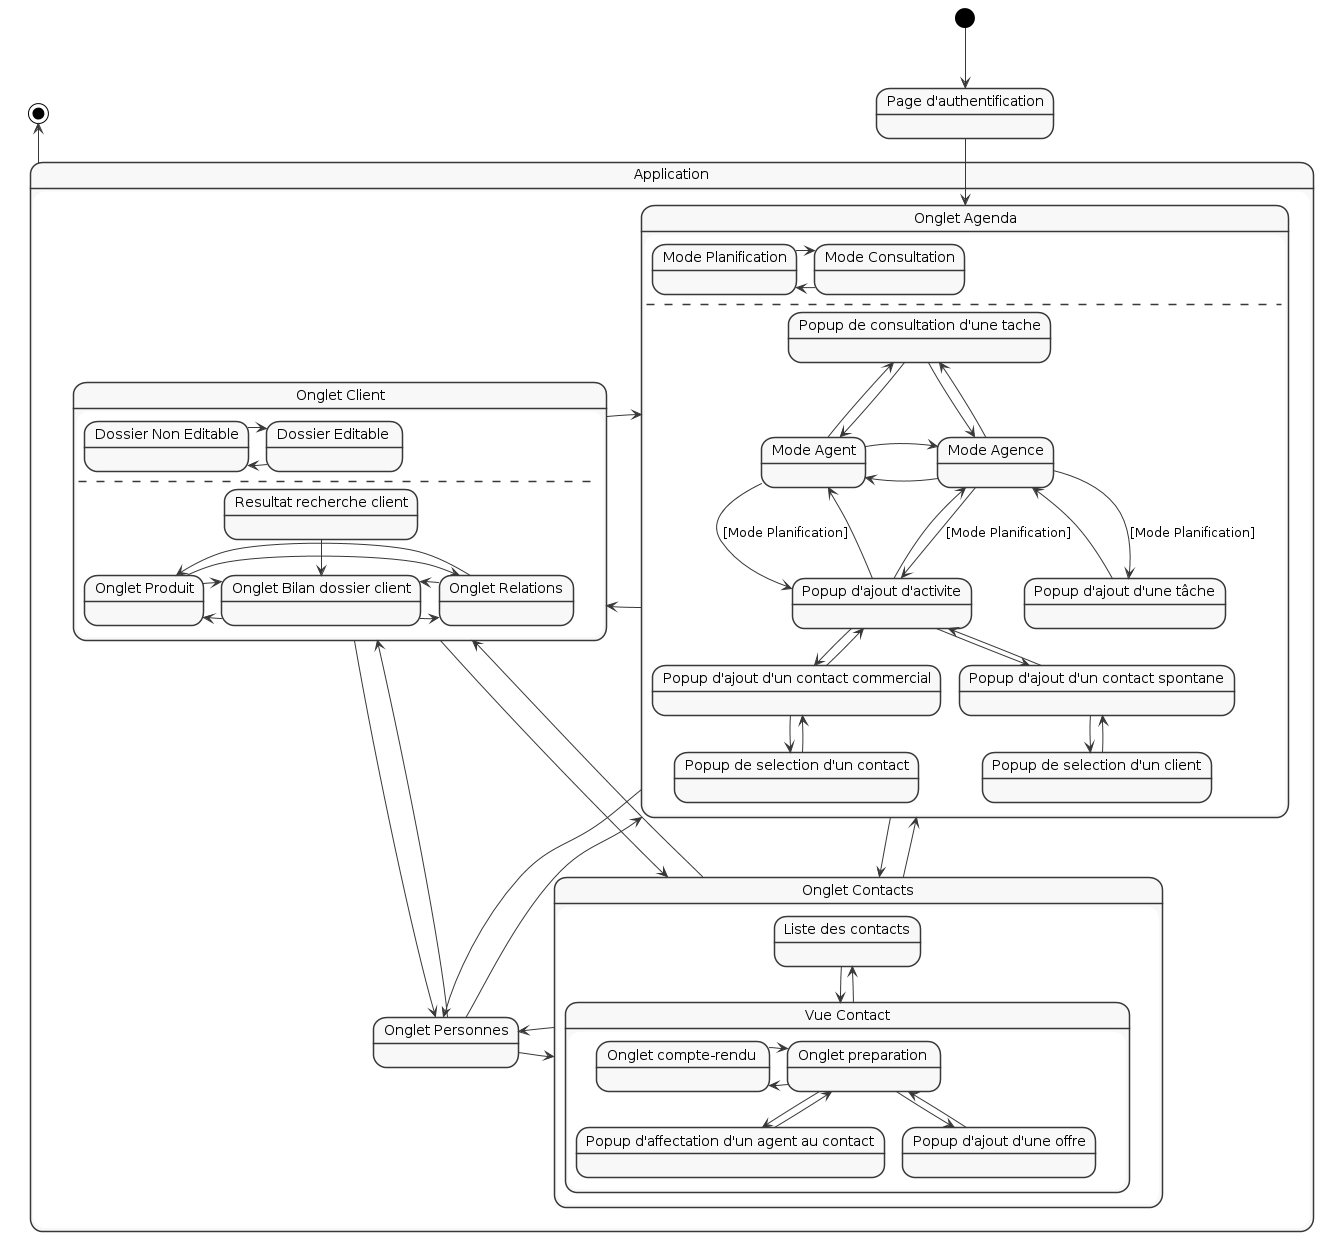 Page d'authentification
Application
Onglet Agenda
Mode Planification
Mode Consultation
Popup de consultation d'une tache
Onglet Client
Dossier Non Editable
Dossier Editable
Mode Agent
Mode Agence
Resultat recherche client
[Mode Planification]
[Mode Planification]
[Mode Planification]
Onglet Produit
Onglet Bilan dossier client
Onglet Relations
Popup d'ajout d'activite
Popup d'ajout d'une tâche
Popup d'ajout d'un contact commercial
Popup d'ajout d'un contact spontane
Popup de selection d'un contact
Popup de selection d'un client
Onglet Contacts
Liste des contacts
Vue Contact
Onglet Personnes
Onglet compte-rendu
Onglet preparation
Popup d'affectation d'un agent au contact
Popup d'ajout d'une offre